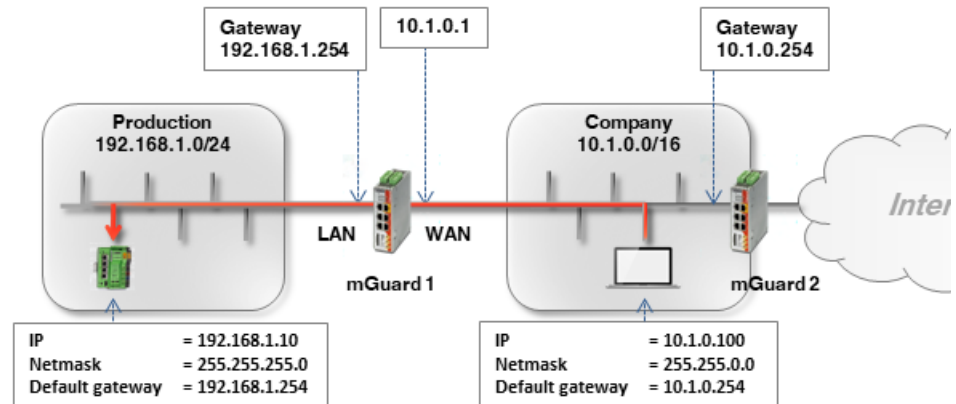 Gateway
192.168.1.254
10.1.0.1
Gateway
10.1.0.254
Production
192.168.1.0/24
Company
10.1.0.0/16
Inter
LAN
WAN
mGuard 1
mGuard 2
IP = 192.168.1.10
Netmask = 255.255.255.0
Default gateway = 192.168.1.254
IP = 10.1.0.100
Netmask = 255.255.0.0
Default gateway = 10.1.0.254